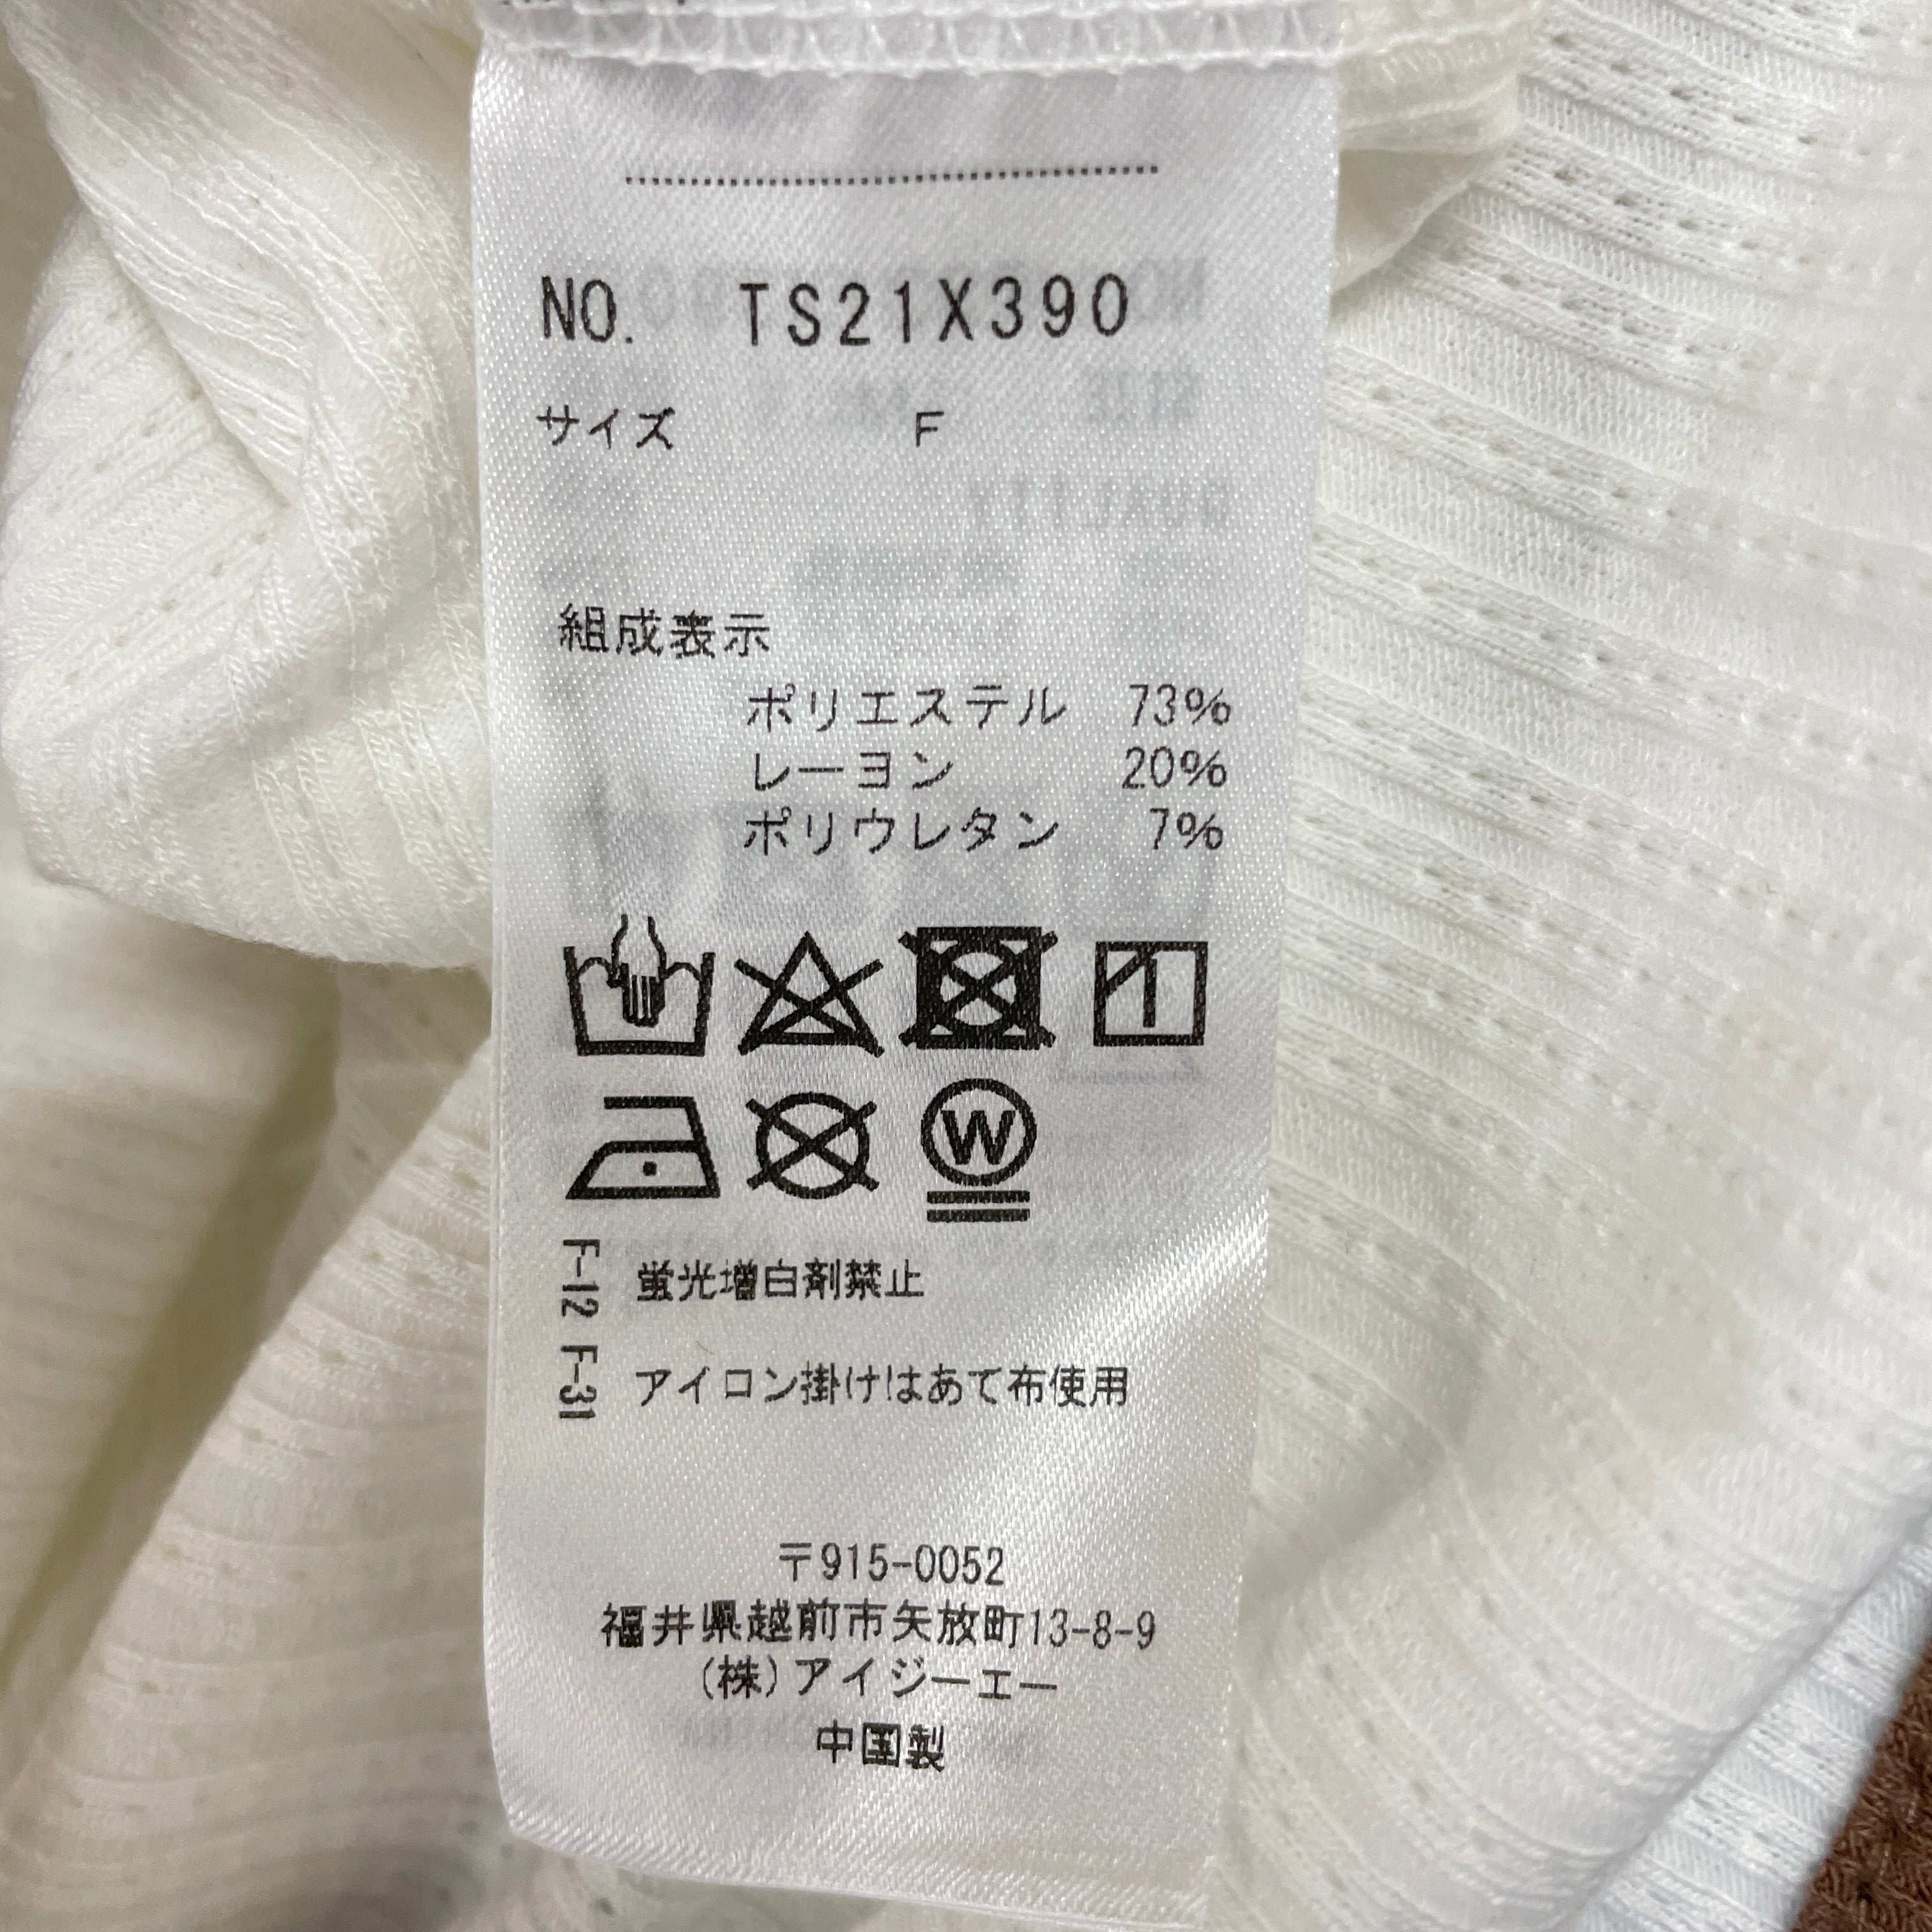 NO. TS21X390
サイズ F
組成表示
ポリエステル 73%
レーヨン 20%
ポリウレタン 7%
W
F-12 蛍光増白剤禁止
F-31 アイロン掛けはあて布使用
〒915-0052
福井県越前市矢放町13-8-9
(株)アイジーエー
中国製